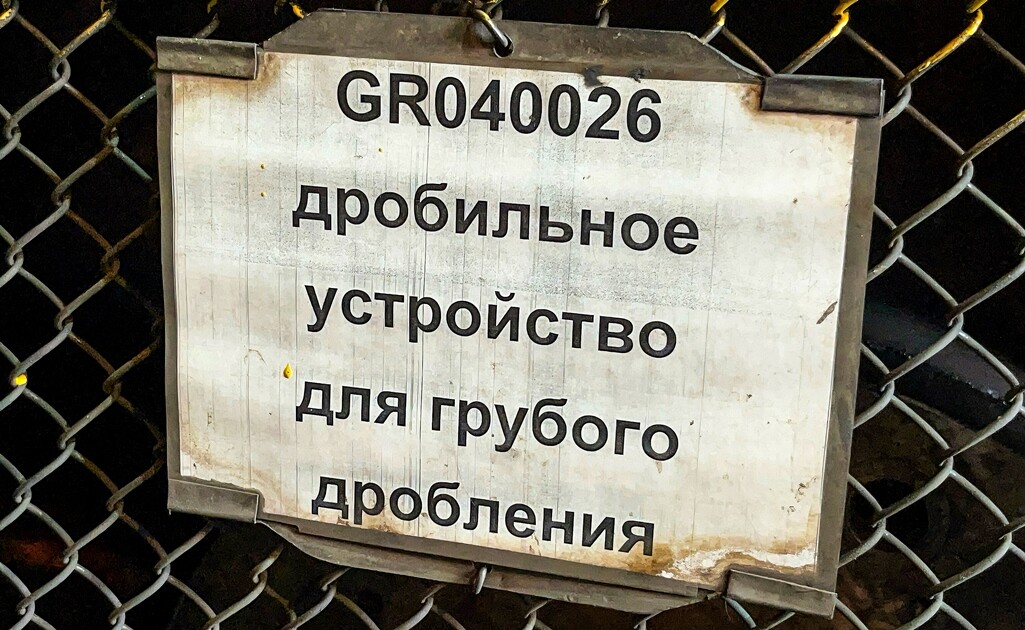 GR040026
дробильное
устройство
для грубого
дробления